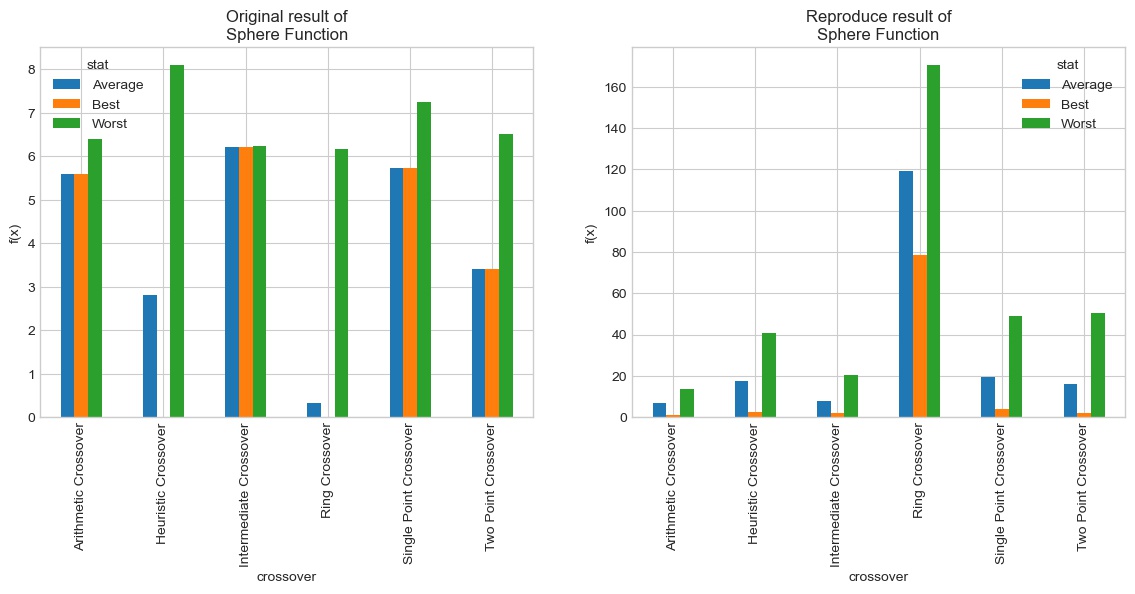 Original result of
Sphere Function
stat
Average
Best
Worst
8
7
6
5
4
3
2
1
0
f(x)
Arithmetic Crossover
Heuristic Crossover
Intermediate Crossover
Ring Crossover
Single Point Crossover
Two Point Crossover
crossover
Reproduce result of
Sphere Function
stat
Average
Best
Worst
160
140
120
100
80
60
40
20
0
f(x)
Arithmetic Crossover
Heuristic Crossover
Intermediate Crossover
Ring Crossover
Single Point Crossover
Two Point Crossover
crossover